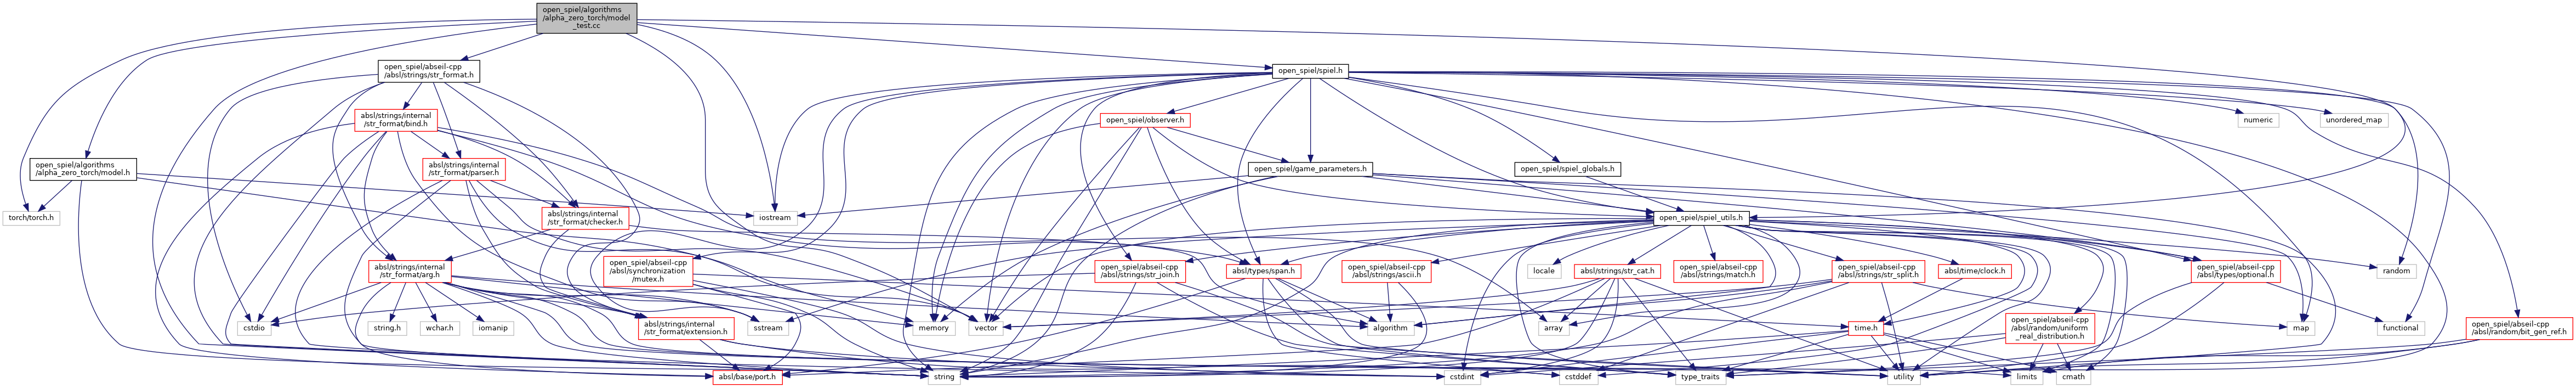 open_spiel/algorithms
/alpha_zero_torch/model
_test.cc
open_spiel/abseil-cpp
/absl/strings/str_format.h
open_spiel/spiel.h
absl/strings/internal
/str_format/bind.h
open_spiel/observer.h
numeric
unordered_map
open_spiel/algorithms
/alpha_zero_torch/model.h
absl/strings/internal
/str_format/parser.h
open_spiel/game_parameters.h
open_spiel/spiel_globals.h
torch/torch.h
absl/strings/internal
/str_format/checker.h
iostream
open_spiel/spiel_utils.h
absl/strings/internal
/str_format/arg.h
open_spiel/abseil-cpp
/absl/synchronization
/mutex.h
open_spiel/abseil-cpp
/absl/strings/str_join.h
absl/types/span.h
open_spiel/abseil-cpp
/absl/strings/ascii.h
locale
absl/strings/str_cat.h
open_spiel/abseil-cpp
/absl/strings/match.h
open_spiel/abseil-cpp
/absl/strings/str_split.h
absl/time/clock.h
open_spiel/abseil-cpp
/absl/types/optional.h
random
cstdio
string.h
wchar.h
iomanip
absl/strings/internal
/str_format/extension.h
sstream
memory
vector
algorithm
array
time.h
open_spiel/abseil-cpp
/absl/random/uniform
_real_distribution.h
map
functional
open_spiel/abseil-cpp
/absl/random/bit_gen_ref.h
absl/base/port.h
string
cstdint
cstddef
type_traits
utility
limits
cmath